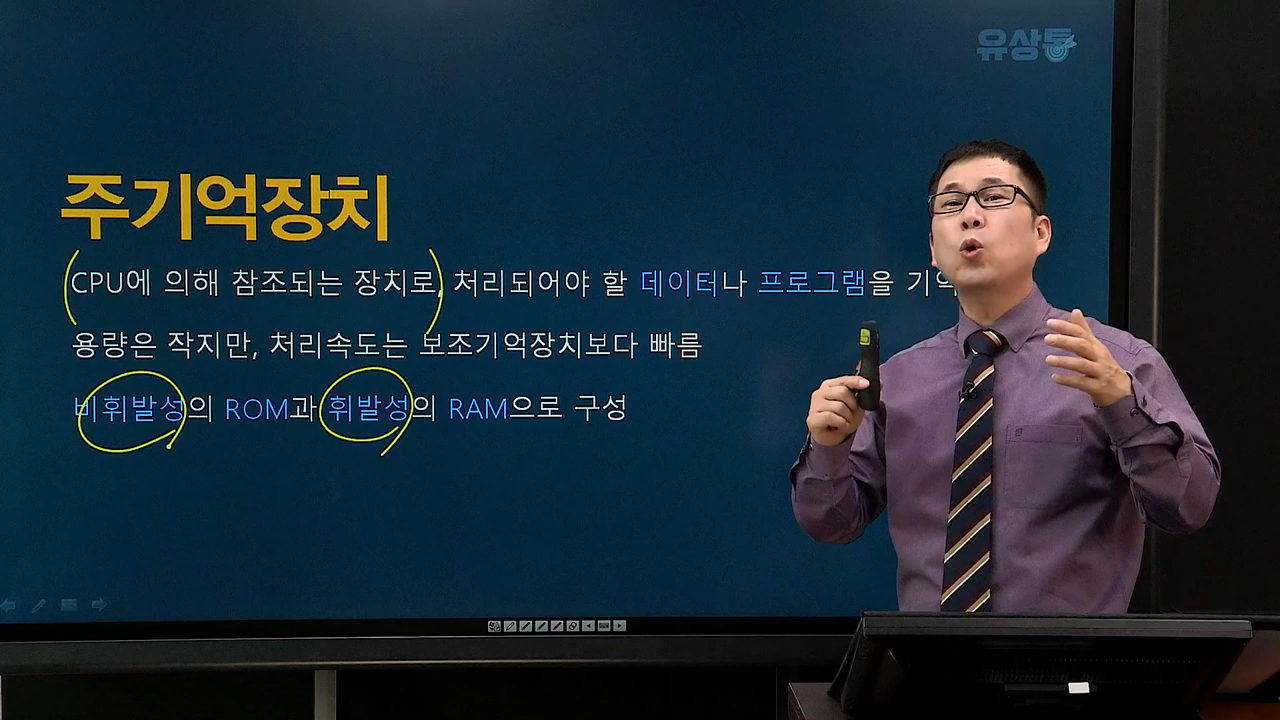 유상통
주기억장치
CPU에 의해 참조되는 장치로, 처리되어야 할 데이터나 프로그램을 기억
용량은 작지만, 처리속도는 보조기억장치보다 빠름
비휘발성의 ROM과 휘발성의 RAM으로 구성